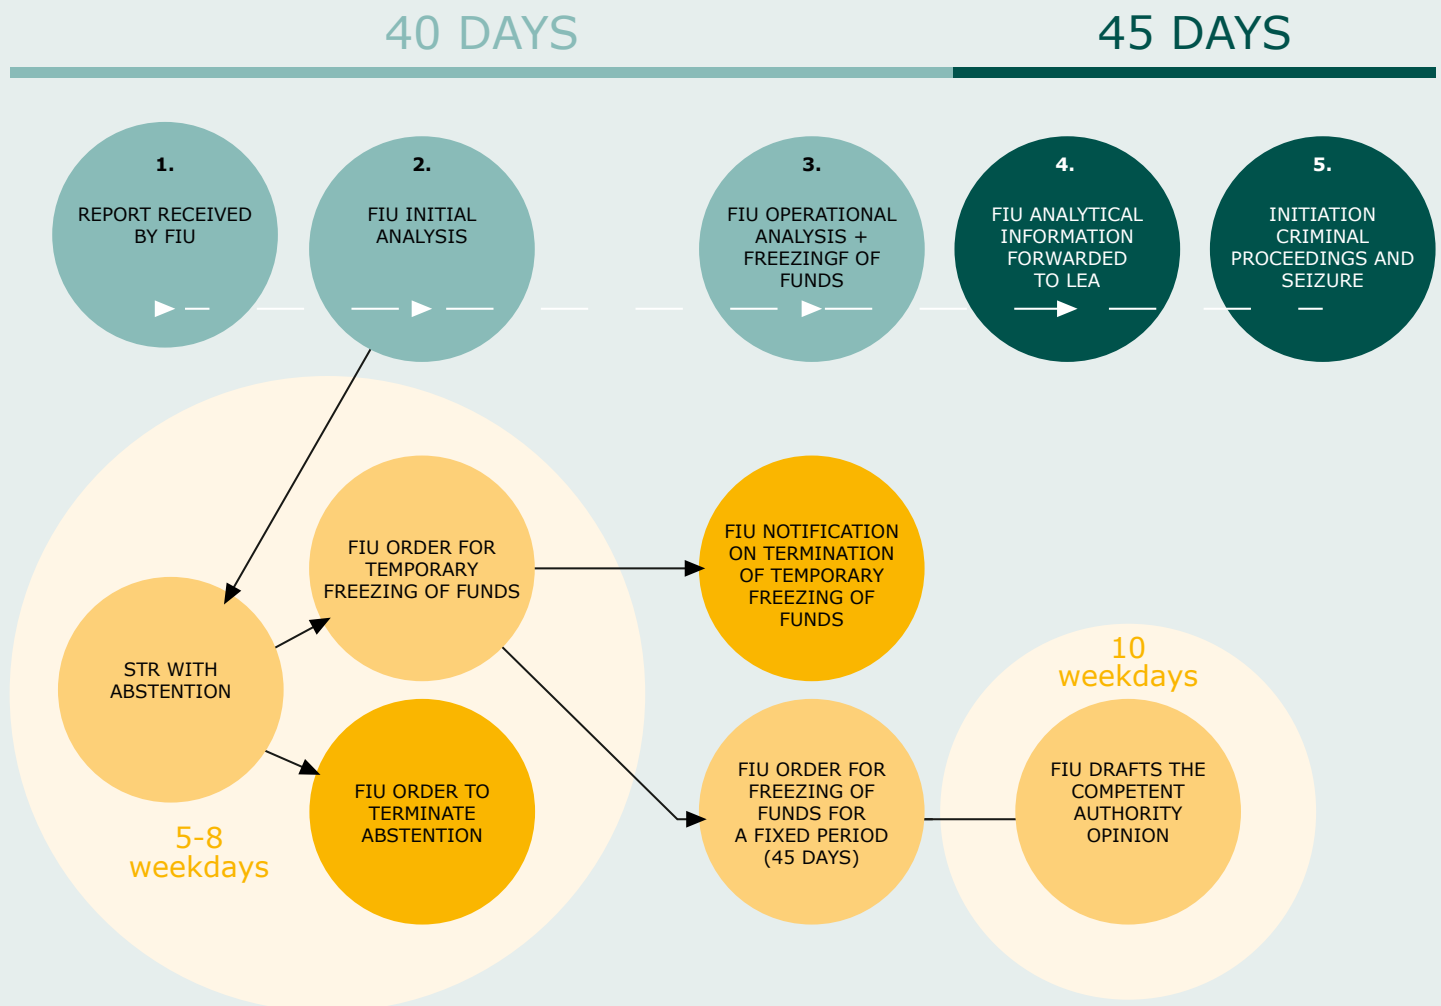 40 DAYS
45 DAYS
1.
REPORT RECEIVED
BY FIU
2.
FIU INITIAL
ANALYSIS
3.
FIU OPERATIONAL
ANALYSIS +
FREEZINGF OF
FUNDS
4.
FIU ANALYTICAL
INFORMATION
FORWARDED
TO LEA
5.
INITIATION
CRIMINAL
PROCEEDINGS AND
SEIZURE
STR WITH
ABSTENTION
5-8
weekdays
FIU ORDER FOR
TEMPORARY
FREEZING OF FUNDS
FIU ORDER TO
TERMINATE
ABSTENTION
FIU NOTIFICATION
ON TERMINATION
OF TEMPORARY
FREEZING OF
FUNDS
FIU ORDER FOR
FREEZING OF
FUNDS FOR
A FIXED PERIOD
(45 DAYS)
10
weekdays
FIU DRAFTS THE
COMPETENT
AUTHORITY
OPINION